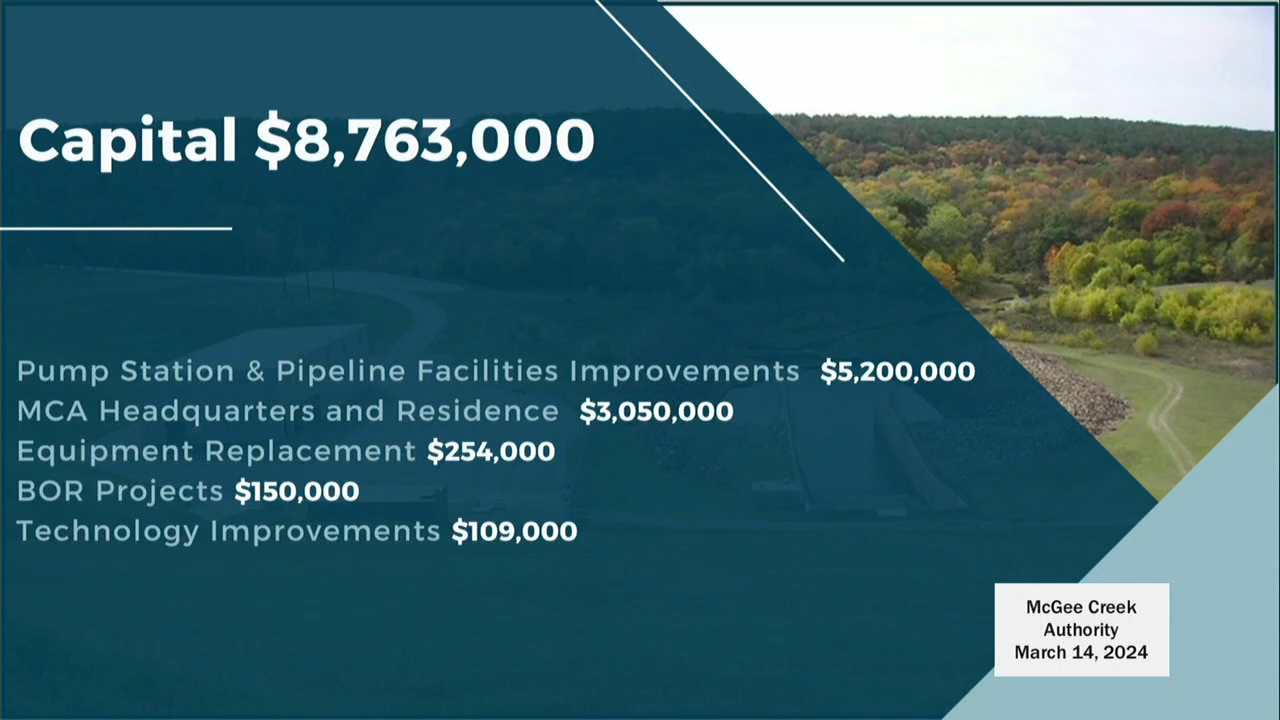 Capital $8,763,000
Pump Station & Pipeline Facilities Improvements $5,200,000
MCA Headquarters and Residence $3,050,000
Equipment Replacement $254,000
BOR Projects $150,000
Technology Improvements $109,000
McGee Creek
Authority
March 14, 2024